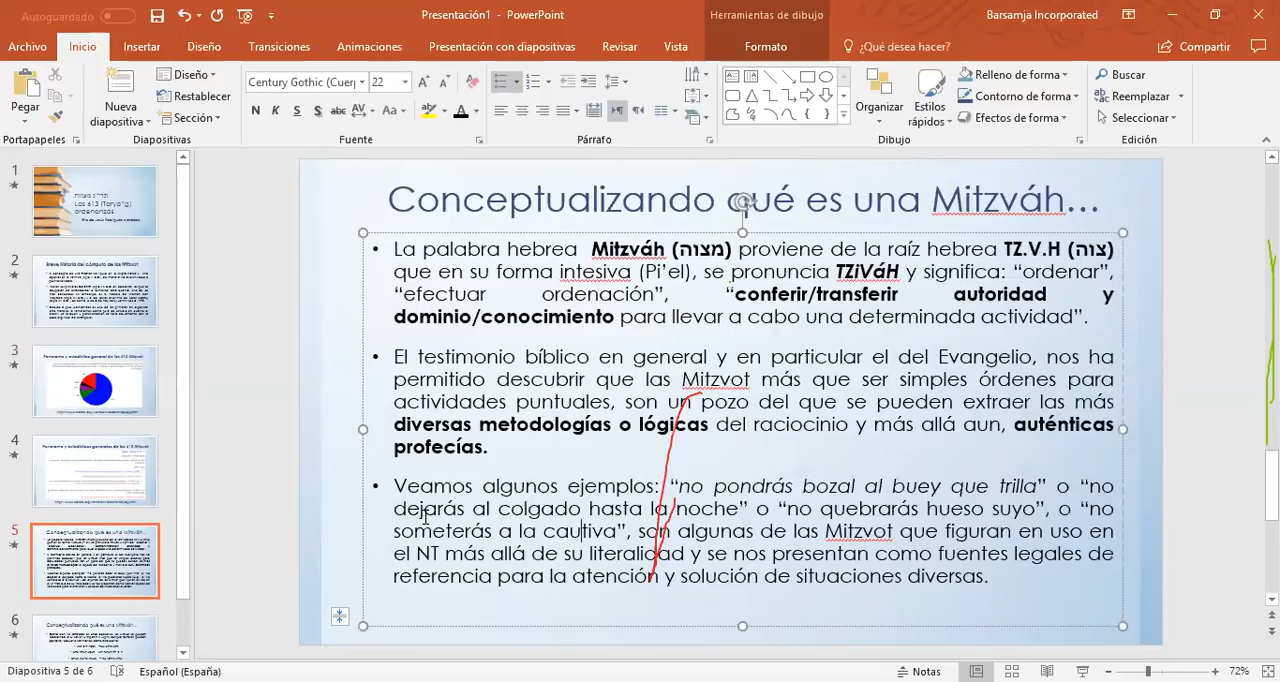 Autoguardado
Presentación1 - PowerPoint
Herramientas de dibujo
Barsamja Incorporated
Archivo Inicio Insertar Diseño Transiciones Animaciones Presentación con diapositivas Revisar Vista Formato ¿Qué desea hacer? Compartir
Pegar
Portapapeles
Nueva diapositiva
Diseño
Restablecer
Sección
Diapositivas
Century Gothic (Cuerp 22
N K S S abc AV Aa A
Fuente
Párrafo
Organizar
Estilos rápidos
Relleno de forma
Contorno de forma
Efectos de forma
Dibujo
Buscar
Reemplazar
Seleccionar
Edición
1
2
3
4
5
6
Conceptualizando qué es una Mitzváh...
• La palabra hebrea Mitzváh (מצוה) proviene de la raíz hebrea TZ.V.H (צוה)
que en su forma intesiva (Pi'el), se pronuncia TZiVáH y significa: “ordenar”,
“efectuar ordenación”, “conferir/transferir autoridad y
dominio/conocimiento para llevar a cabo una determinada actividad”.
• El testimonio bíblico en general y en particular el del Evangelio, nos ha
permitido descubrir que las Mitzvot más que ser simples órdenes para
actividades puntuales, son un pozo del que se pueden extraer las más
diversas metodologías o lógicas del raciocinio y más allá aun, auténticas
profecías.
• Veamos algunos ejemplos: “no pondrás bozal al buey que trilla” o “no
dejarás al colgado hasta la noche” o “no quebrarás hueso suyo”, o “no
someterás a la cautiva”, son algunas de las Mitzvot que figuran en uso en
el NT más allá de su literalidad y se nos presentan como fuentes legales de
referencia para la atención y solución de situaciones diversas.
Diapositiva 5 de 6
Español (España)
Notas
72%